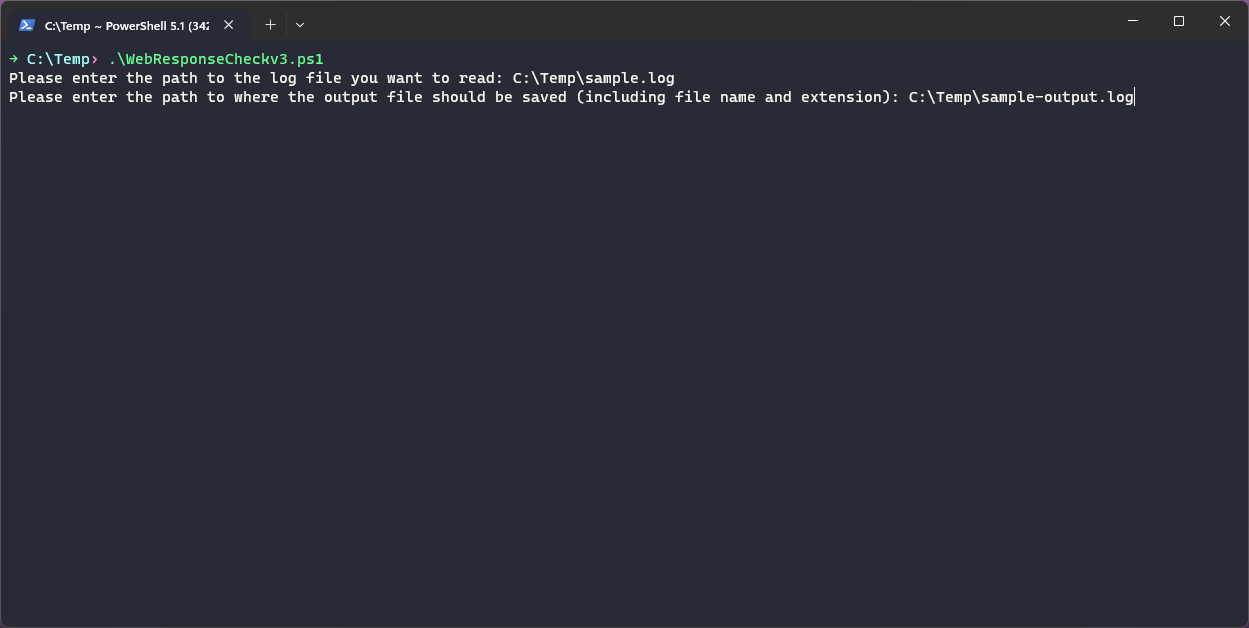 C:\Temp ~ PowerShell 5.1 (342
→ C:\Temp› .\WebResponseCheckv3.ps1
Please enter the path to the log file you want to read: C:\Temp\sample.log
Please enter the path to where the output file should be saved (including file name and extension): C:\Temp\sample-output.log